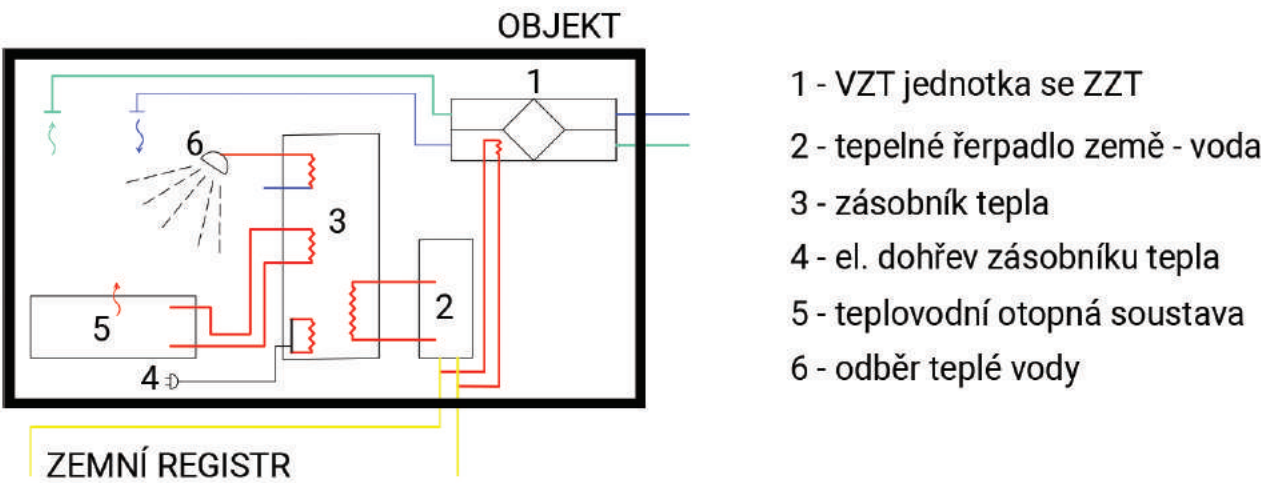 OBJEKT
1
6
3
2
5
4
ZEMNÍ REGISTR
1 - VZT jednotka se ZZT
2 - tepelné řerpadlo země - voda
3 - zásobník tepla
4 - el. dohřev zásobníku tepla
5 - teplovodní otopná soustava
6 - odběr teplé vody